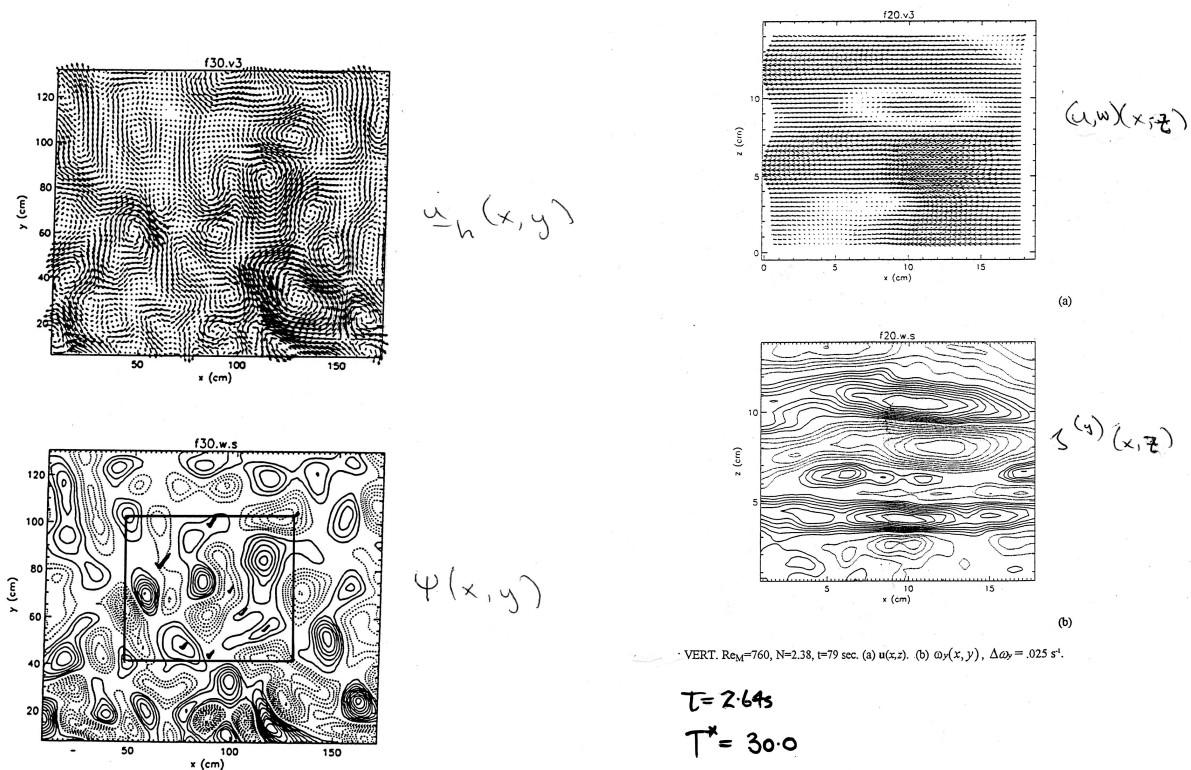 f30.v3
120
100
80
60
40
20
y (cm)
50
100
150
x (cm)
u_h (x, y)
f30.w.s
120
100
80
60
40
20
y (cm)
50
100
150
x (cm)
ψ(x, y)
f20.v3
10
5
0
z (cm)
0
5
10
15
x (cm)
(u,w)(x,z)
(a)
f20.w.s
10
5
z (cm)
5
10
15
x (cm)
ζ^(y) (x, z)
(b)
VERT. Re_M=760, N=2.38, t=79 sec. (a) u(x,z). (b) ω_y(x, y), Δω_y = .025 s⁻¹.
τ= 2.64s
T* = 30.0